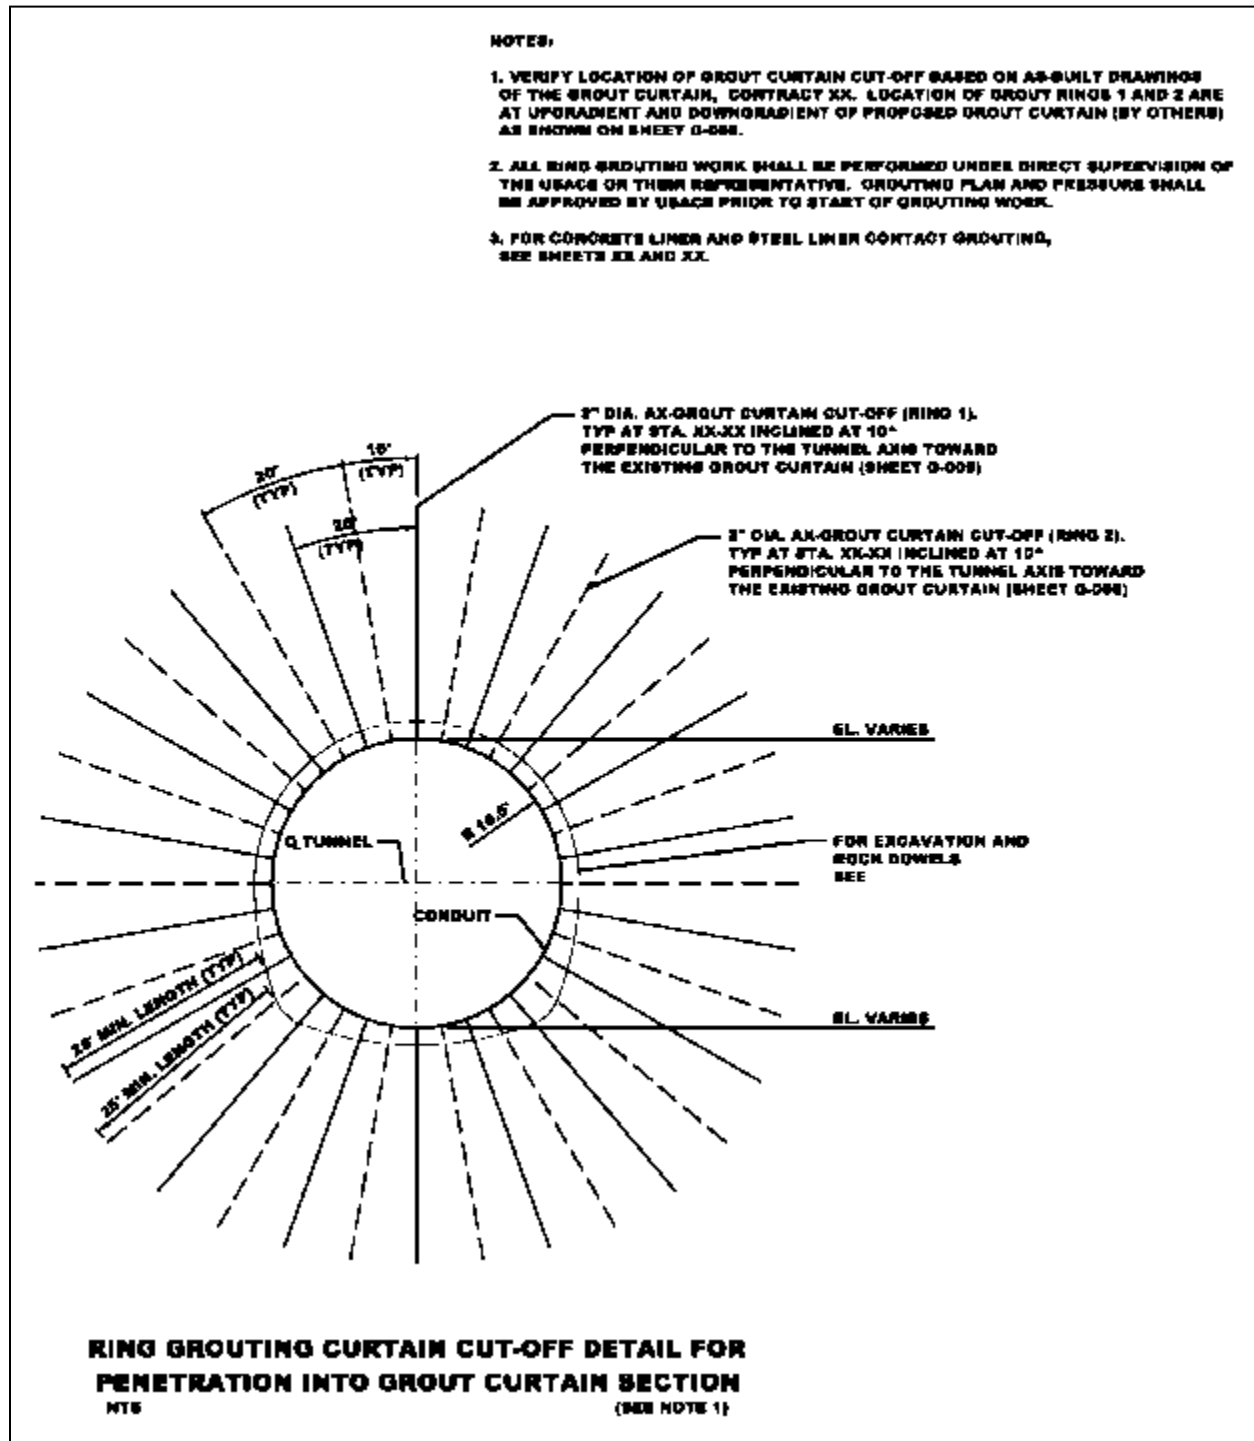 NOTES:
1. VERIFY LOCATION OF GROUT CURTAIN CUT-OFF BASED ON AS-BUILT DRAWINGS
OF THE GROUT CURTAIN, CONTRACT XX. LOCATION OF GROUT RINGS 1 AND 2 ARE
AT UPGRADIENT AND DOWNGRADIENT OF PROPOSED GROUT CURTAIN (BY OTHERS)
AS SHOWN ON SHEET
2. ALL RING GROUTING WORK SHALL BE PERFORMED UNDER DIRECT SUPERVISION OF
THE USACE OR THEIR REPRESENTATIVE. GROUTING PLAN AND PRESSURE SHALL
BE APPROVED BY USACE PRIOR TO START OF GROUTING WORK.
3. FOR CONCRETE LINER AND STEEL LINER CONTACT GROUTING,
SEE SHEETS XX AND XX.
DIA. AX-GROUT CURTAIN CUT-OFF (RING 1).
TYP AT STA. XX-XX INCLINED AT 10°
PERPENDICULAR TO THE TUNNEL AXIS TOWARD
THE EXISTING GROUT CURTAIN (SHEET
(TYP)
20°
(TYP)
(TYP)
DIA. AX-GROUT CURTAIN CUT-OFF (RING 2).
TYP AT STA. XX-XX INCLINED AT 10°
PERPENDICULAR TO THE TUNNEL AXIS TOWARD
THE EXISTING GROUT CURTAIN (SHEET
EL. VARIES
R 16.5'
TUNNEL
FOR EXCAVATION AND
ROCK DOWELS
SEE
CONDUIT
MIN. LENGTH (TYP)
25' MIN. LENGTH (TYP)
EL. VARIES
RING GROUTING CURTAIN CUT-OFF DETAIL FOR
PENETRATION INTO GROUT CURTAIN SECTION
NTS
(SEE NOTE 1)